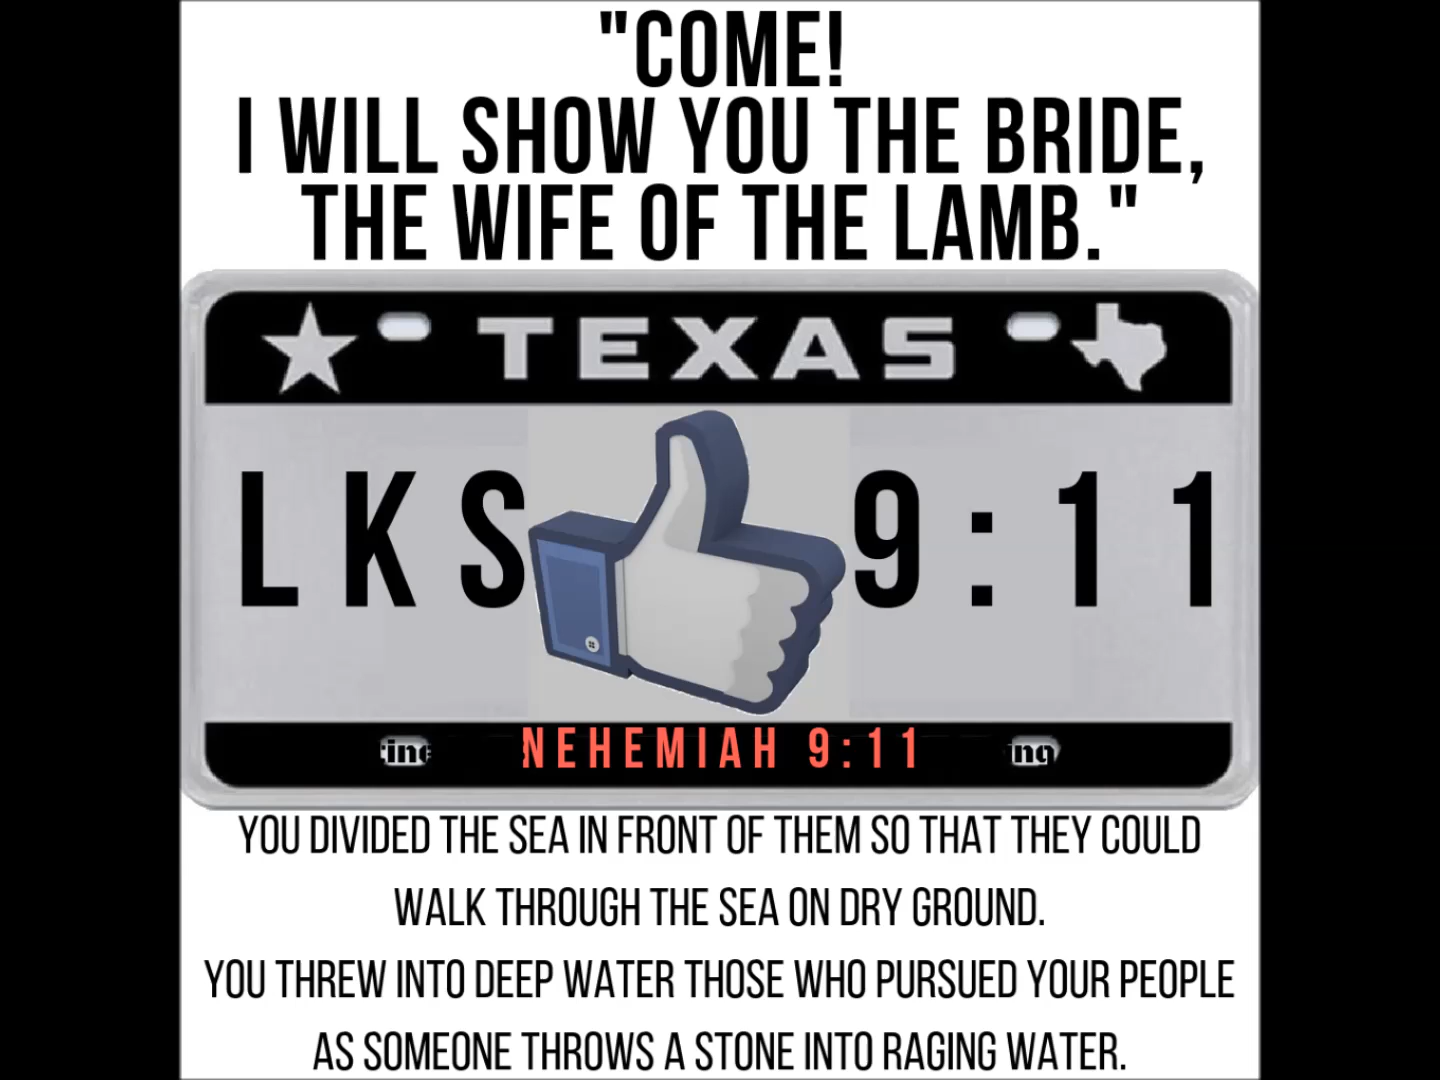 "COME!
I WILL SHOW YOU THE BRIDE,
THE WIFE OF THE LAMB."
TEXAS
LKS 9:11
NEHEMIAH 9:11
YOU DIVIDED THE SEA IN FRONT OF THEM SO THAT THEY COULD
WALK THROUGH THE SEA ON DRY GROUND.
YOU THREW INTO DEEP WATER THOSE WHO PURSUED YOUR PEOPLE
AS SOMEONE THROWS A STONE INTO RAGING WATER.